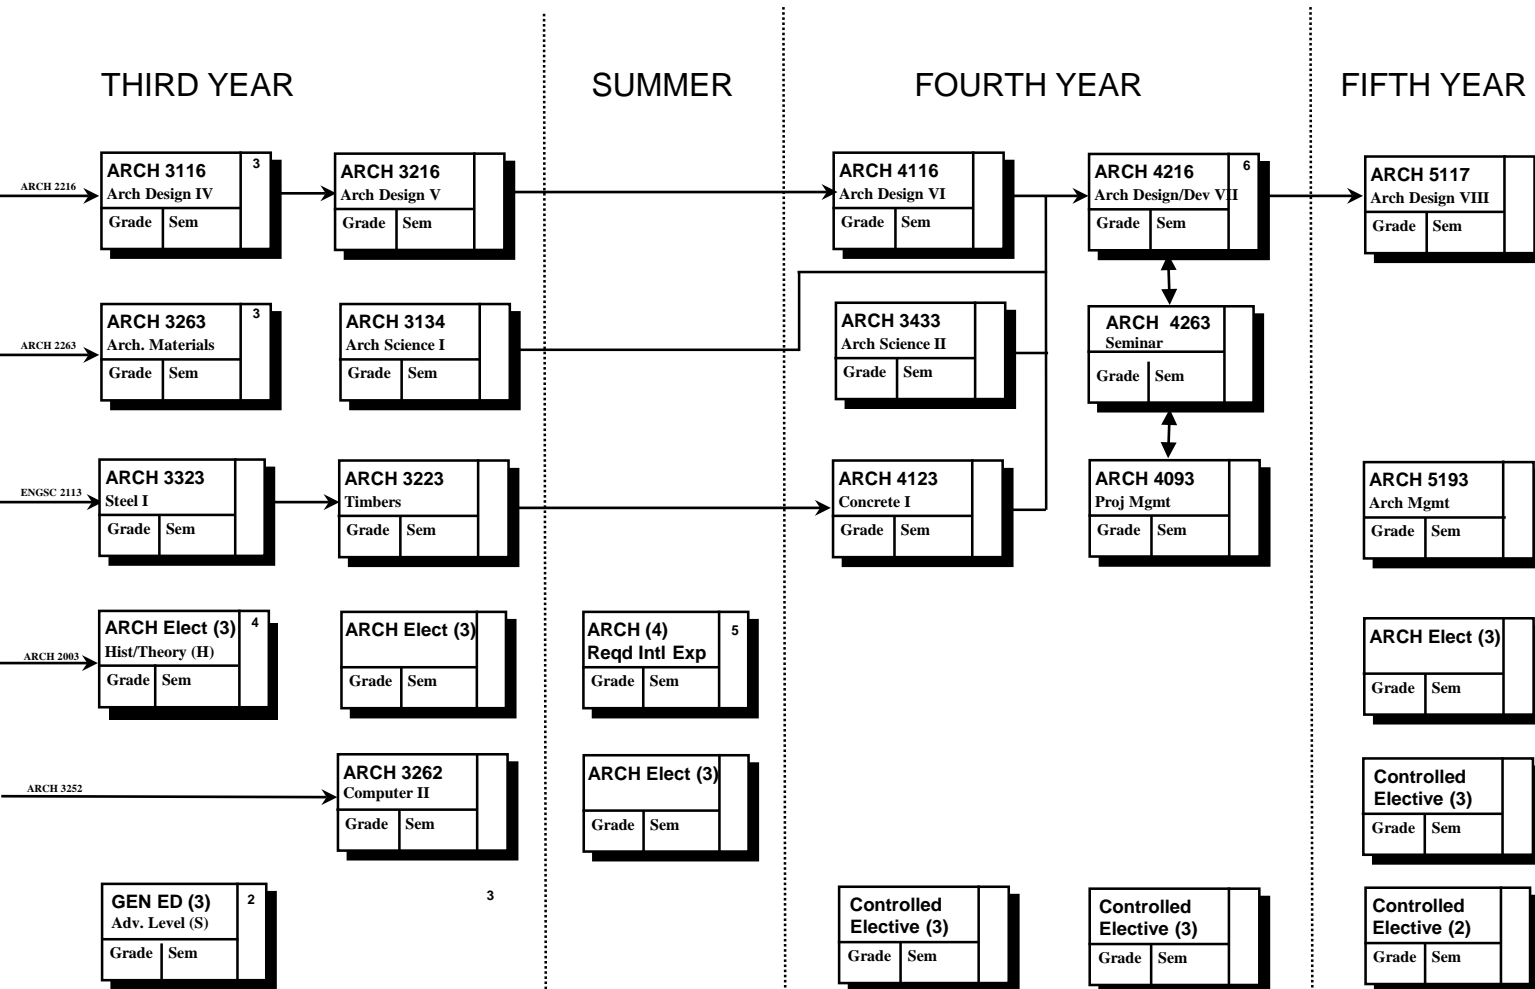 THIRD YEAR
SUMMER
FOURTH YEAR
FIFTH YEAR
ARCH 2216
ARCH 3116
3
Arch Design IV
Grade Sem
ARCH 3216
Arch Design V
Grade Sem
ARCH 4116
Arch Design VI
Grade Sem
ARCH 4216
6
Arch Design/Dev VII
Grade Sem
ARCH 5117
Arch Design VIII
Grade Sem
ARCH 2263
ARCH 3263
3
Arch. Materials
Grade Sem
ARCH 3134
Arch Science I
Grade Sem
ARCH 3433
Arch Science II
Grade Sem
ARCH 4263
Seminar
Grade Sem
ENGSC 2113
ARCH 3323
Steel I
Grade Sem
ARCH 3223
Timbers
Grade Sem
ARCH 4123
Concrete I
Grade Sem
ARCH 4093
Proj Mgmt
Grade Sem
ARCH 5193
Arch Mgmt
Grade Sem
ARCH 2003
ARCH Elect (3)
4
Hist/Theory (H)
Grade Sem
ARCH Elect (3)
Grade Sem
ARCH (4)
5
Reqd Intl Exp
Grade Sem
ARCH Elect (3)
Grade Sem
ARCH 3252
ARCH 3262
Computer II
Grade Sem
ARCH Elect (3)
Grade Sem
Controlled
Elective (3)
Grade Sem
GEN ED (3)
2
Adv. Level (S)
Grade Sem
3
Controlled
Elective (3)
Grade Sem
Controlled
Elective (3)
Grade Sem
Controlled
Elective (2)
Grade Sem